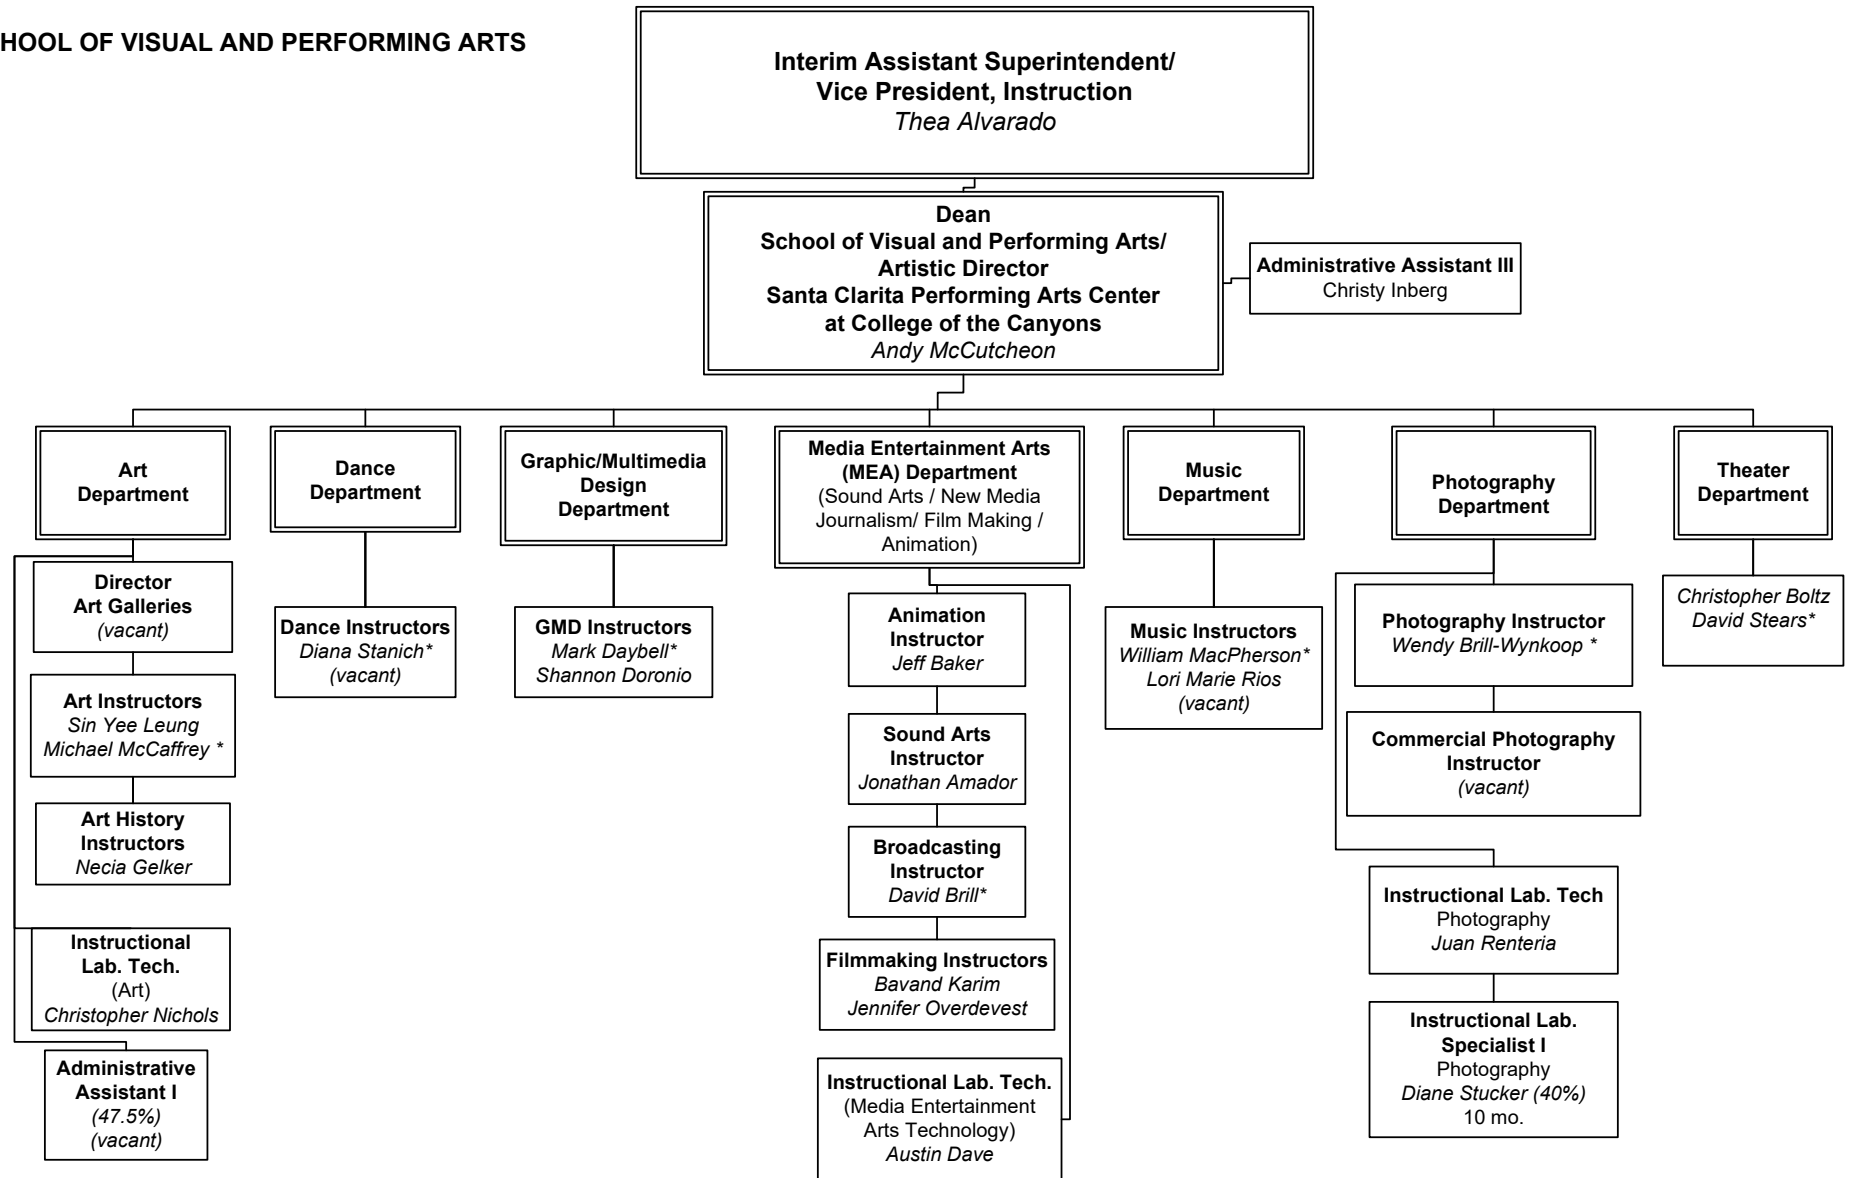 HOOL OF VISUAL AND PERFORMING ARTS
Interim Assistant Superintendent/
Vice President, Instruction
Thea Alvarado
Dean
School of Visual and Performing Arts/
Artistic Director
Santa Clarita Performing Arts Center
at College of the Canyons
Andy McCutcheon
Administrative Assistant III
Christy Inberg
Art
Department
Director
Art Galleries
(vacant)
Art Instructors
Sin Yee Leung
Michael McCaffrey *
Art History
Instructors
Necia Gelker
Instructional
Lab. Tech.
(Art)
Christopher Nichols
Administrative
Assistant I
(47.5%)
(vacant)
Dance
Department
Dance Instructors
Diana Stanich*
(vacant)
Graphic/Multimedia
Design
Department
GMD Instructors
Mark Daybell*
Shannon Doronio
Media Entertainment Arts
(MEA) Department
(Sound Arts / New Media
Journalism/ Film Making /
Animation)
Animation
Instructor
Jeff Baker
Sound Arts
Instructor
Jonathan Amador
Broadcasting
Instructor
David Brill*
Filmmaking Instructors
Bavand Karim
Jennifer Overdevest
Instructional Lab. Tech.
(Media Entertainment
Arts Technology)
Austin Dave
Music
Department
Music Instructors
William MacPherson*
Lori Marie Rios
(vacant)
Photography
Department
Photography Instructor
Wendy Brill-Wynkoop *
Commercial Photography
Instructor
(vacant)
Instructional Lab. Tech
Photography
Juan Renteria
Instructional Lab.
Specialist I
Photography
Diane Stucker (40%)
10 mo.
Theater
Department
Christopher Boltz
David Stears*